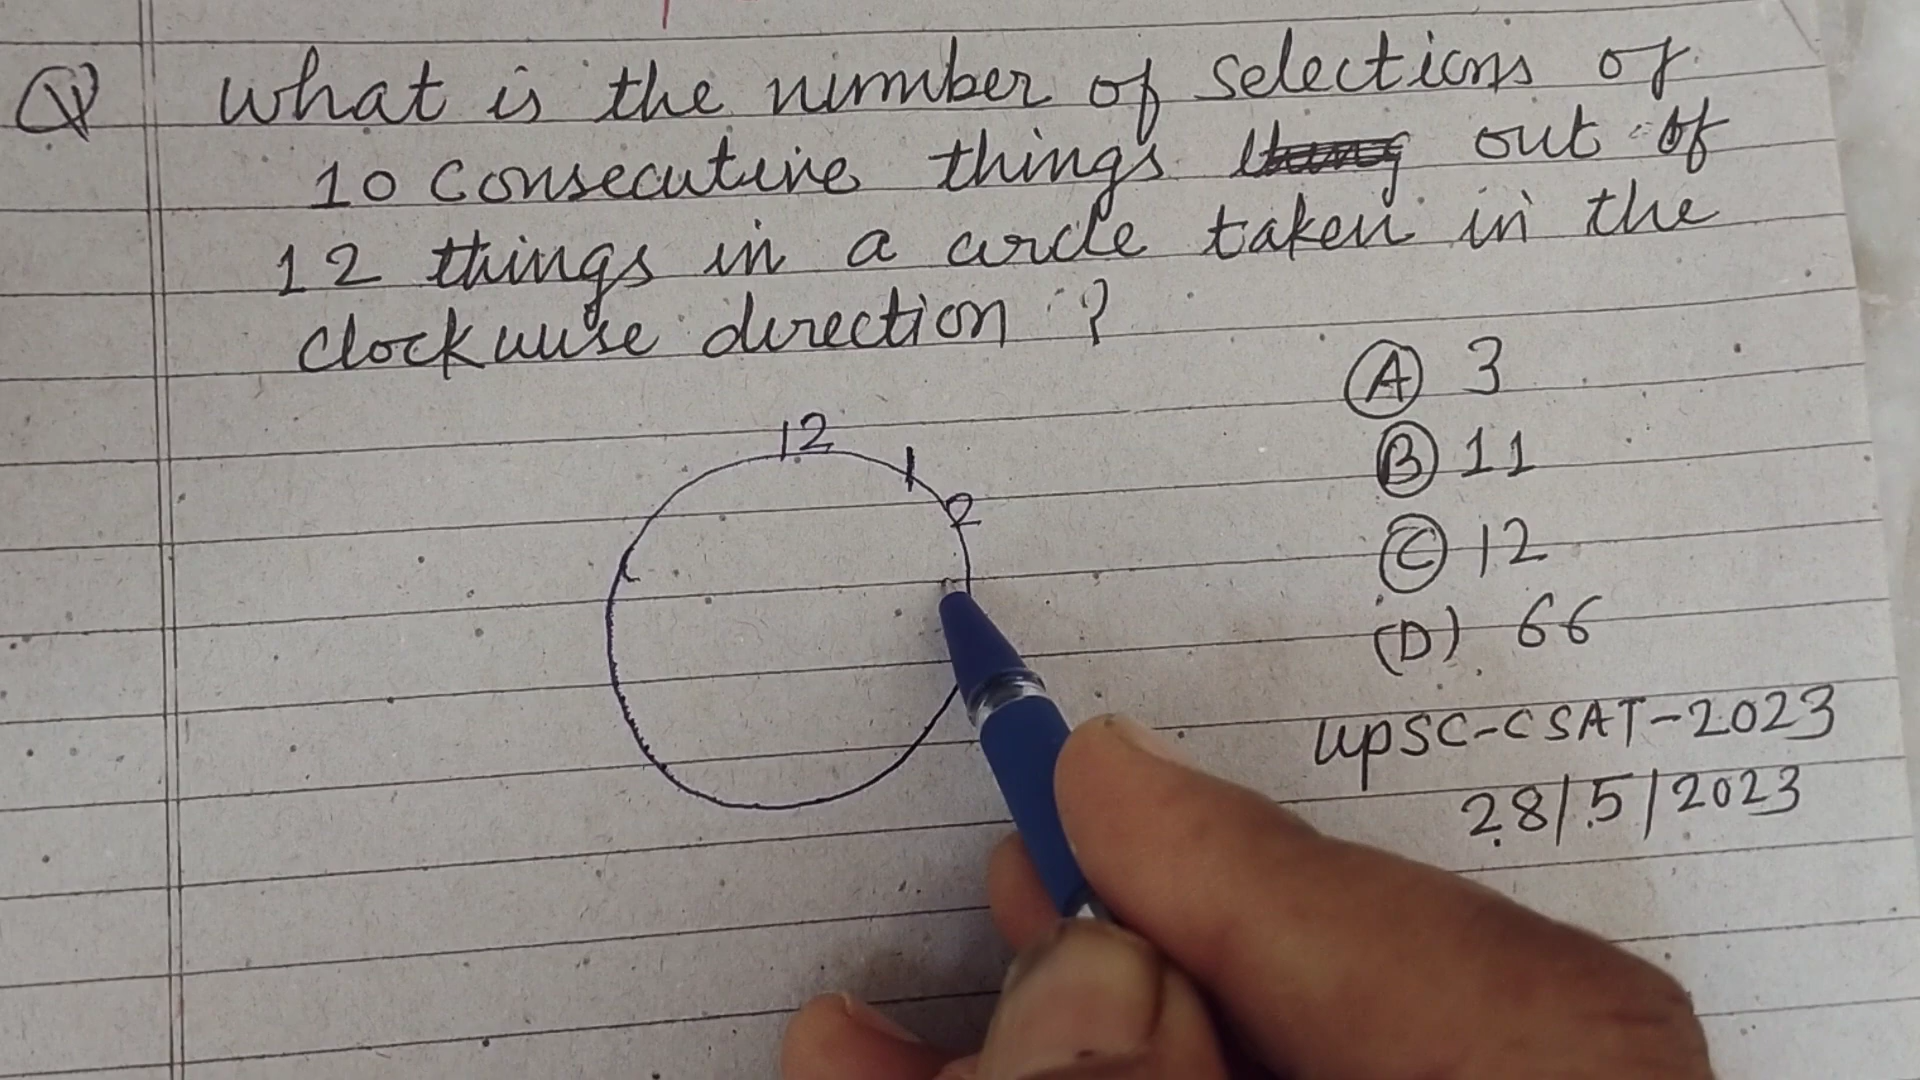 Q What is the number of selections of
10 consecutive things out of
12 things in a circle taken in the
clockwise direction ?
(A) 3
(B) 11
(C) 12
(D) 66
12
1
2
UPSC-CSAT-2023
28/5/2023